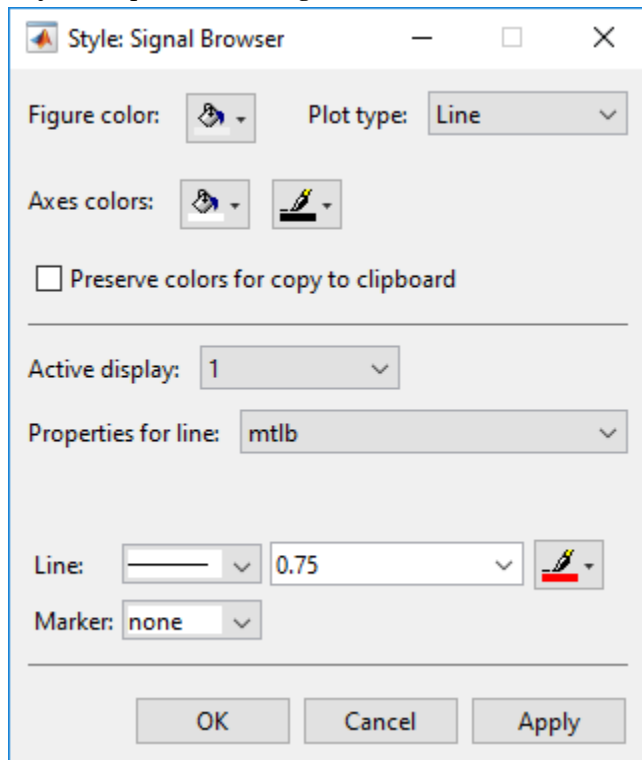 Style: Signal Browser
Figure color: Plot type: Line
Axes colors:
Preserve colors for copy to clipboard
Active display: 1
Properties for line: mtlb
Line: 0.75
Marker: none
OK Cancel Apply